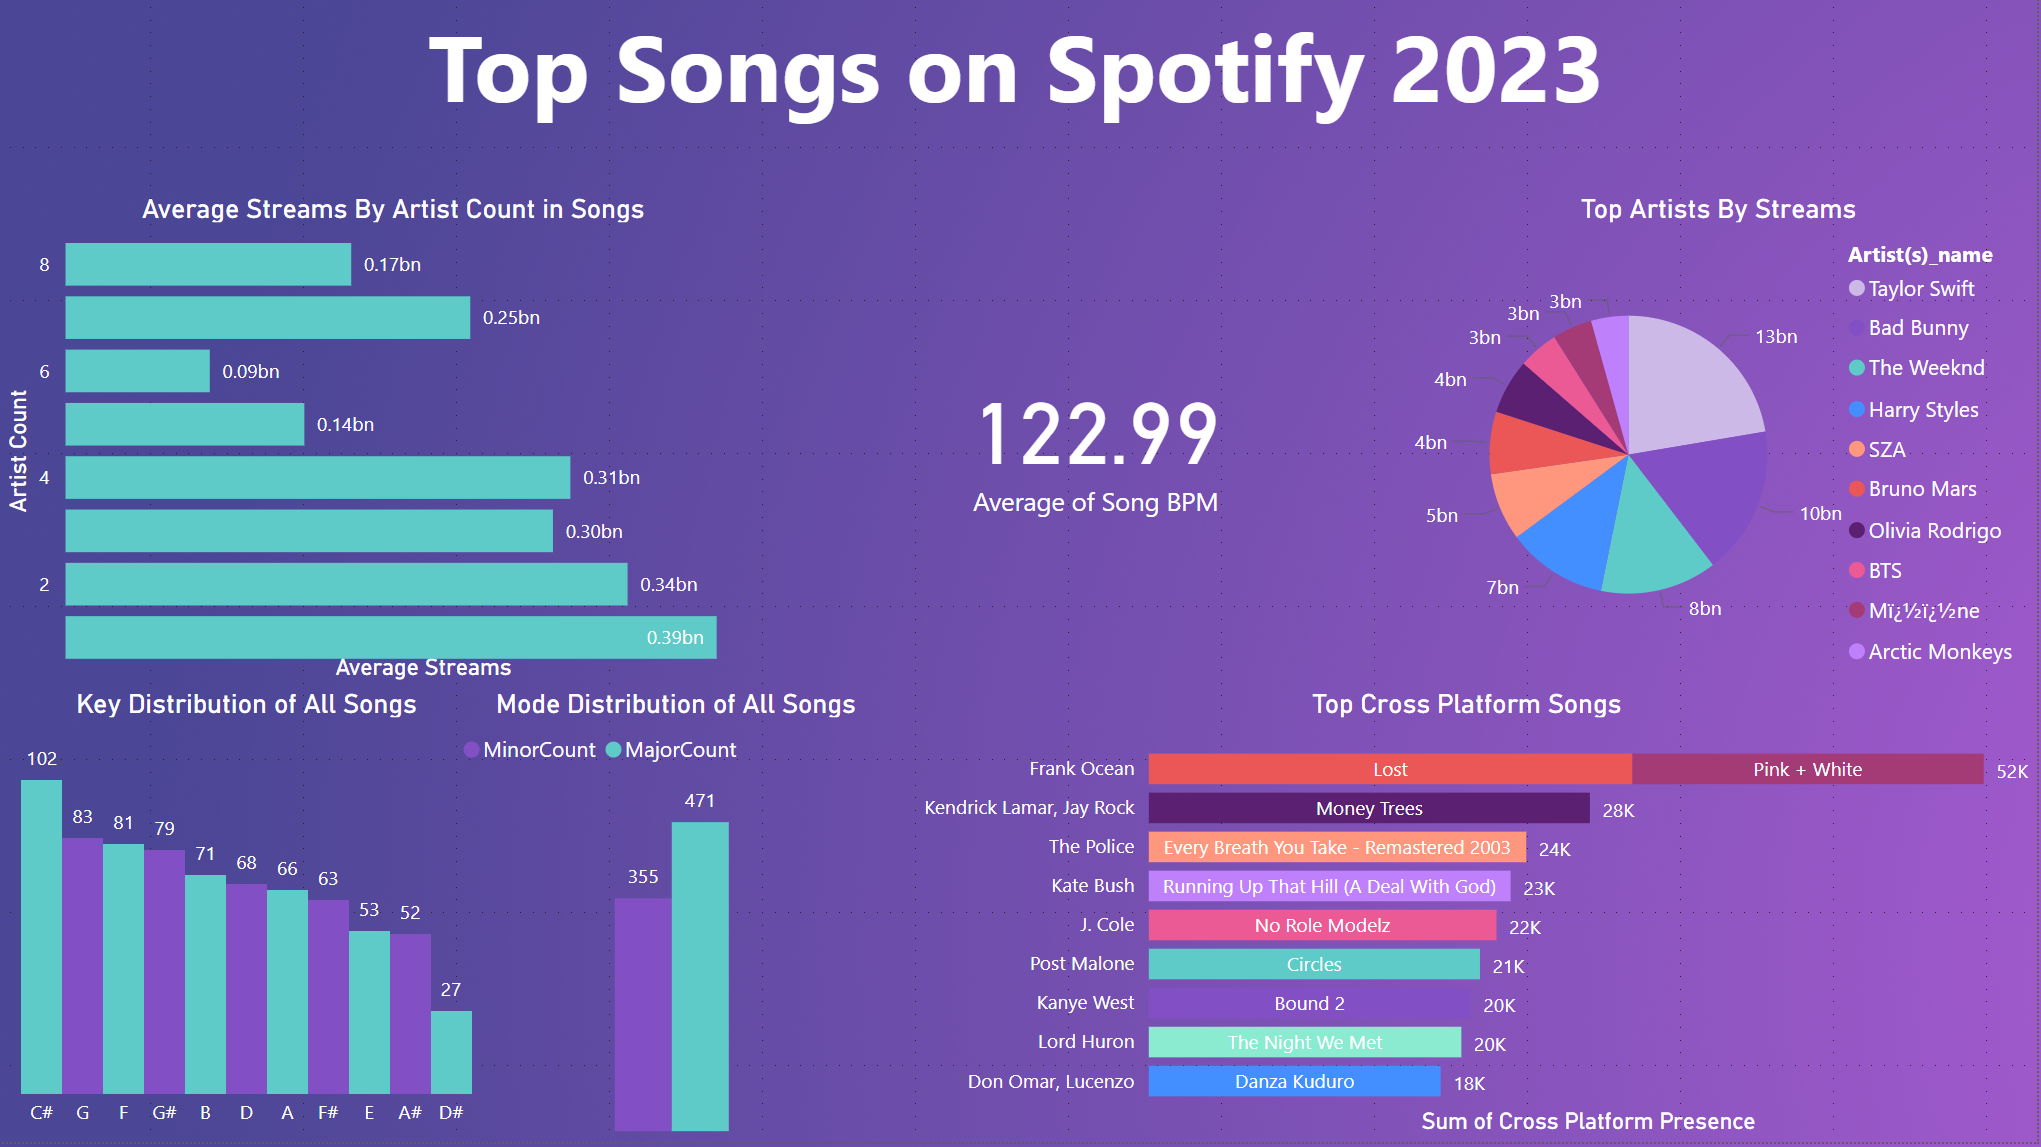 Top Songs on Spotify 2023
Average Streams By Artist Count in Songs
Artist Count
8
0.17bn
0.25bn
6
0.09bn
0.14bn
4
0.31bn
0.30bn
2
0.34bn
0.39bn
Average Streams
122.99
Average of Song BPM
Top Artists By Streams
13bn
10bn
8bn
7bn
5bn
4bn
4bn
3bn
3bn
3bn
Artist(s)_name
Taylor Swift
Bad Bunny
The Weeknd
Harry Styles
SZA
Bruno Mars
Olivia Rodrigo
BTS
Mï¿½ï¿½ne
Arctic Monkeys
Key Distribution of All Songs
102
83
81
79
71
68
66
63
53
52
27
C# G F G# B D A F# E A# D#
Mode Distribution of All Songs
MinorCount MajorCount
355
471
Top Cross Platform Songs
Frank Ocean Lost Pink + White 52K
Kendrick Lamar, Jay Rock Money Trees 28K
The Police Every Breath You Take - Remastered 2003 24K
Kate Bush Running Up That Hill (A Deal With God) 23K
J. Cole No Role Modelz 22K
Post Malone Circles 21K
Kanye West Bound 2 20K
Lord Huron The Night We Met 20K
Don Omar, Lucenzo Danza Kuduro 18K
Sum of Cross Platform Presence